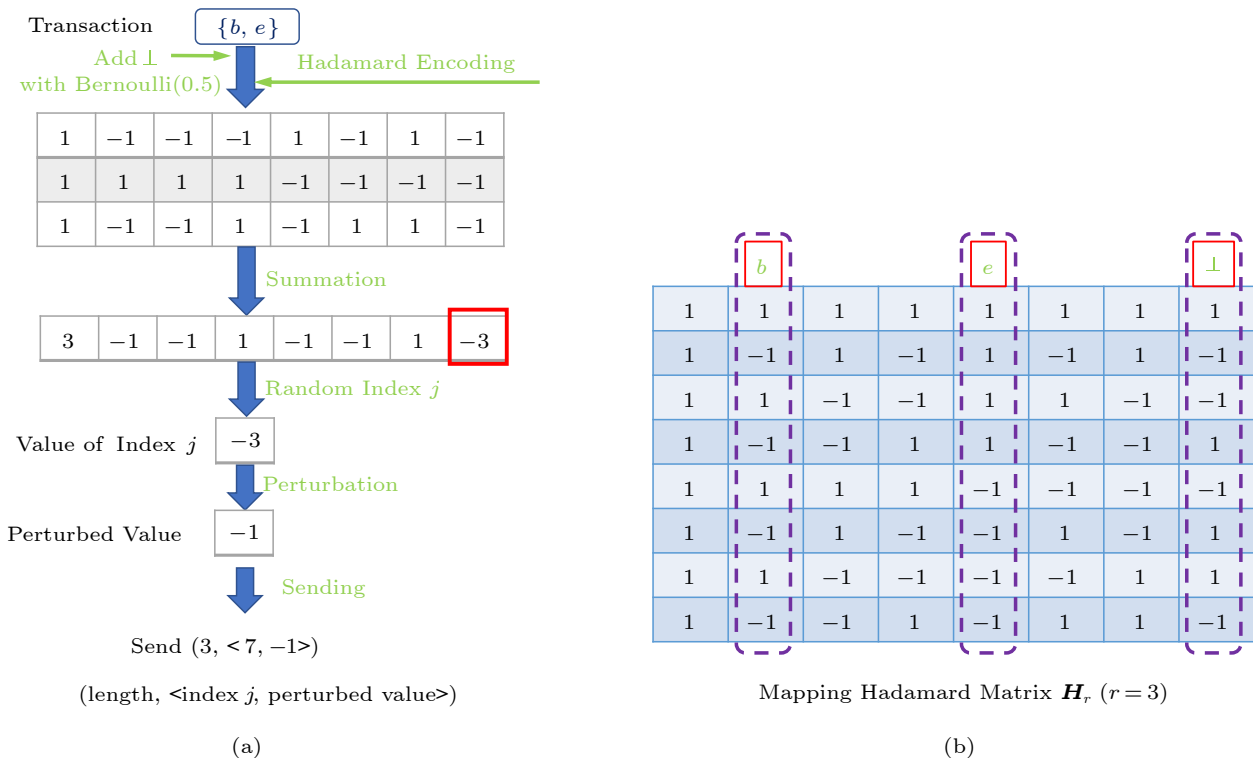 Transaction
{b, e}
Add ⊥
with Bernoulli(0.5)
Hadamard Encoding
1 −1 −1 −1 1 −1 1 −1
1 1 1 1 −1 −1 −1 −1
1 −1 −1 1 −1 1 1 −1
Summation
3 −1 −1 1 −1 −1 1 −3
Random Index j
Value of Index j
−3
Perturbation
Perturbed Value
−1
Sending
Send (3, <7, −1>)
(length, <index j, perturbed value>)
(a)
b e ⊥
1 1 1 1 1 1 1 1
1 −1 1 −1 1 −1 1 −1
1 1 −1 −1 1 1 −1 −1
1 −1 −1 1 1 −1 −1 1
1 1 1 1 −1 −1 −1 −1
1 −1 1 −1 −1 1 −1 1
1 1 −1 −1 −1 −1 1 1
1 −1 −1 1 −1 1 1 −1
Mapping Hadamard Matrix Hr (r = 3)
(b)